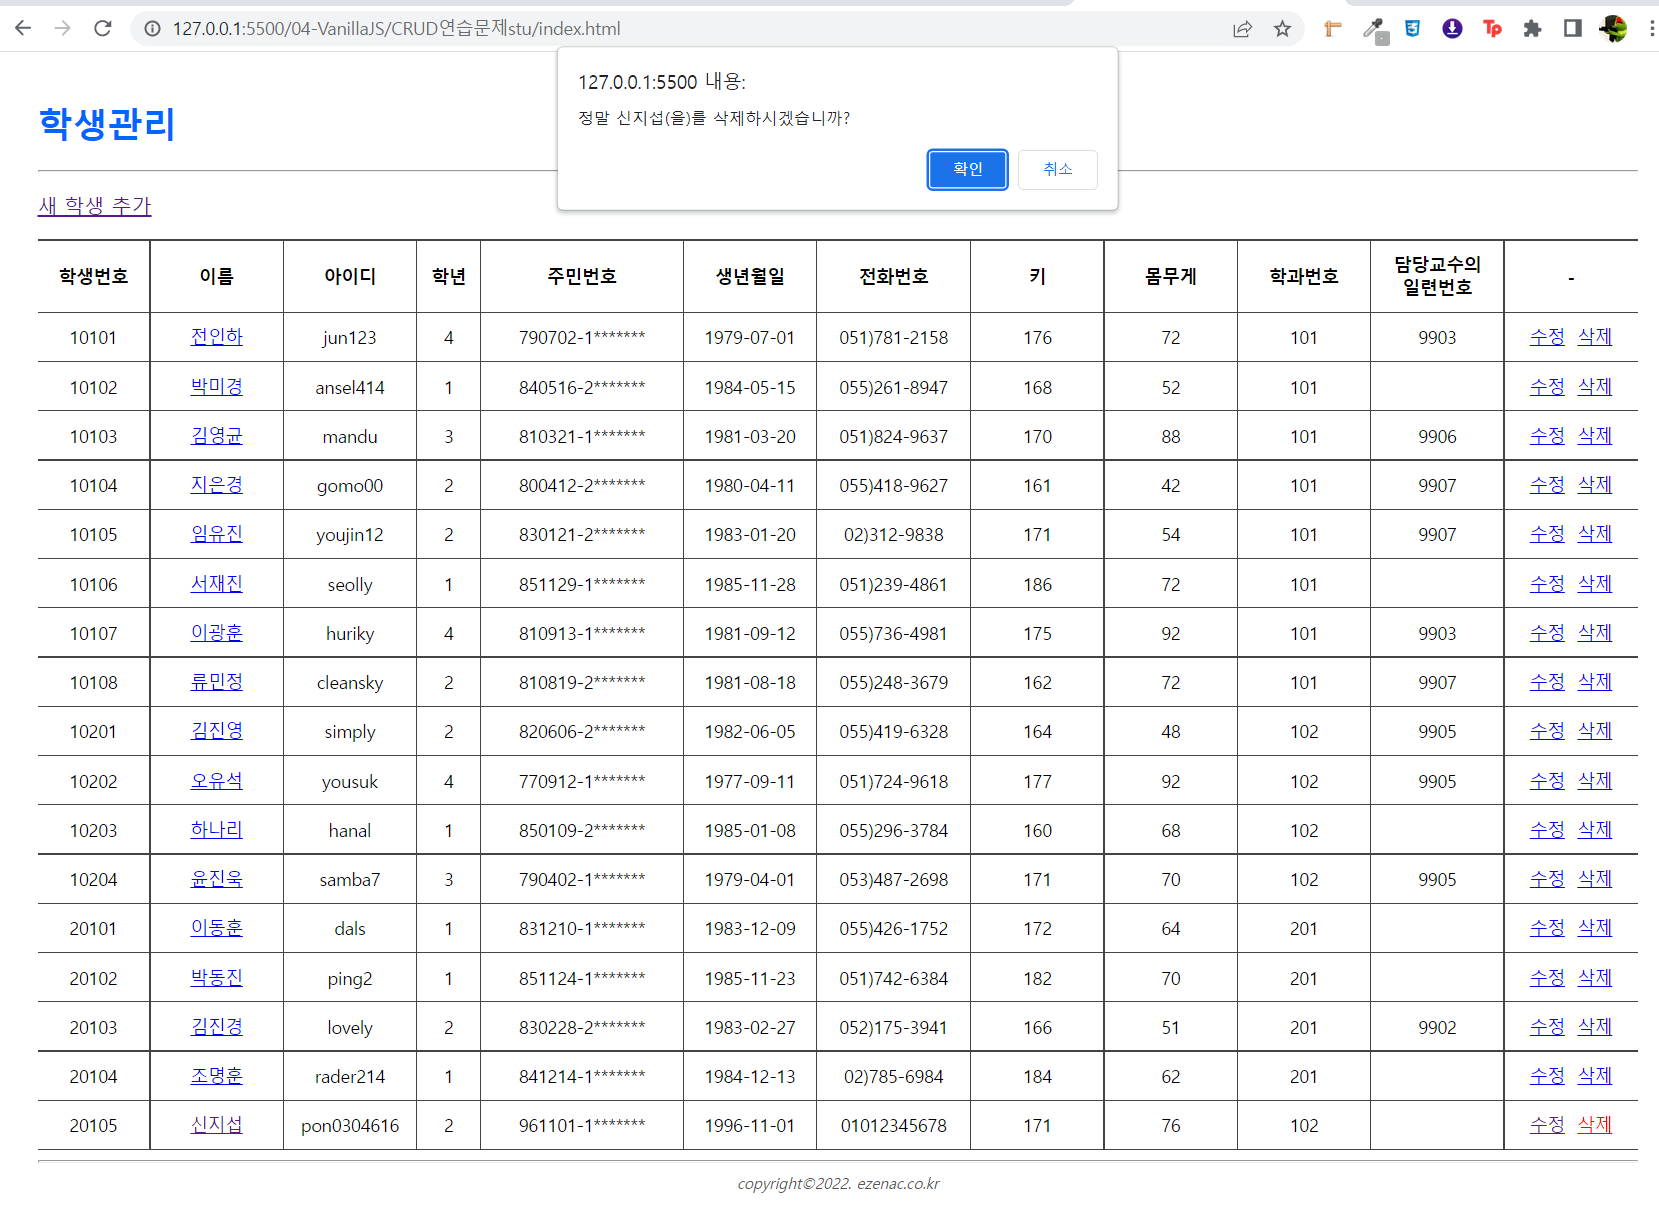 127.0.0.1:5500/04-VanillaJS/CRUD연습문제stu/index.html
127.0.0.1:5500 내용:
정말 신지섭(을)를 삭제하시겠습니까?
확인 취소
학생관리
새 학생 추가
학생번호 이름 아이디 학년 주민번호 생년월일 전화번호 키 몸무게 학과번호 담당교수의 일련번호 -
10101 전인하 jun123 4 790702-1******* 1979-07-01 051)781-2158 176 72 101 9903 수정 삭제
10102 박미경 ansel414 1 840516-2******* 1984-05-15 055)261-8947 168 52 101 수정 삭제
10103 김영균 mandu 3 810321-1******* 1981-03-20 051)824-9637 170 88 101 9906 수정 삭제
10104 지은경 gomo00 2 800412-2******* 1980-04-11 055)418-9627 161 42 101 9907 수정 삭제
10105 임유진 youjin12 2 830121-2******* 1983-01-20 02)312-9838 171 54 101 9907 수정 삭제
10106 서재진 seolly 1 851129-1******* 1985-11-28 051)239-4861 186 72 101 수정 삭제
10107 이광훈 huriky 4 810913-1******* 1981-09-12 055)736-4981 175 92 101 9903 수정 삭제
10108 류민정 cleansky 2 810819-2******* 1981-08-18 055)248-3679 162 72 101 9907 수정 삭제
10201 김진영 simply 2 820606-2******* 1982-06-05 055)419-6328 164 48 102 9905 수정 삭제
10202 오유석 yousuk 4 770912-1******* 1977-09-11 051)724-9618 177 92 102 9905 수정 삭제
10203 하나리 hanal 1 850109-2******* 1985-01-08 055)296-3784 160 68 102 수정 삭제
10204 윤진욱 samba7 3 790402-1******* 1979-04-01 053)487-2698 171 70 102 9905 수정 삭제
20101 이동훈 dals 1 831210-1******* 1983-12-09 055)426-1752 172 64 201 수정 삭제
20102 박동진 ping2 1 851124-1******* 1985-11-23 051)742-6384 182 70 201 수정 삭제
20103 김진경 lovely 2 830228-2******* 1983-02-27 052)175-3941 166 51 201 9902 수정 삭제
20104 조명훈 rader214 1 841214-1******* 1984-12-13 02)785-6984 184 62 201 수정 삭제
20105 신지섭 pon0304616 2 961101-1******* 1996-11-01 01012345678 171 76 102 수정 삭제
copyright©2022. ezenac.co.kr